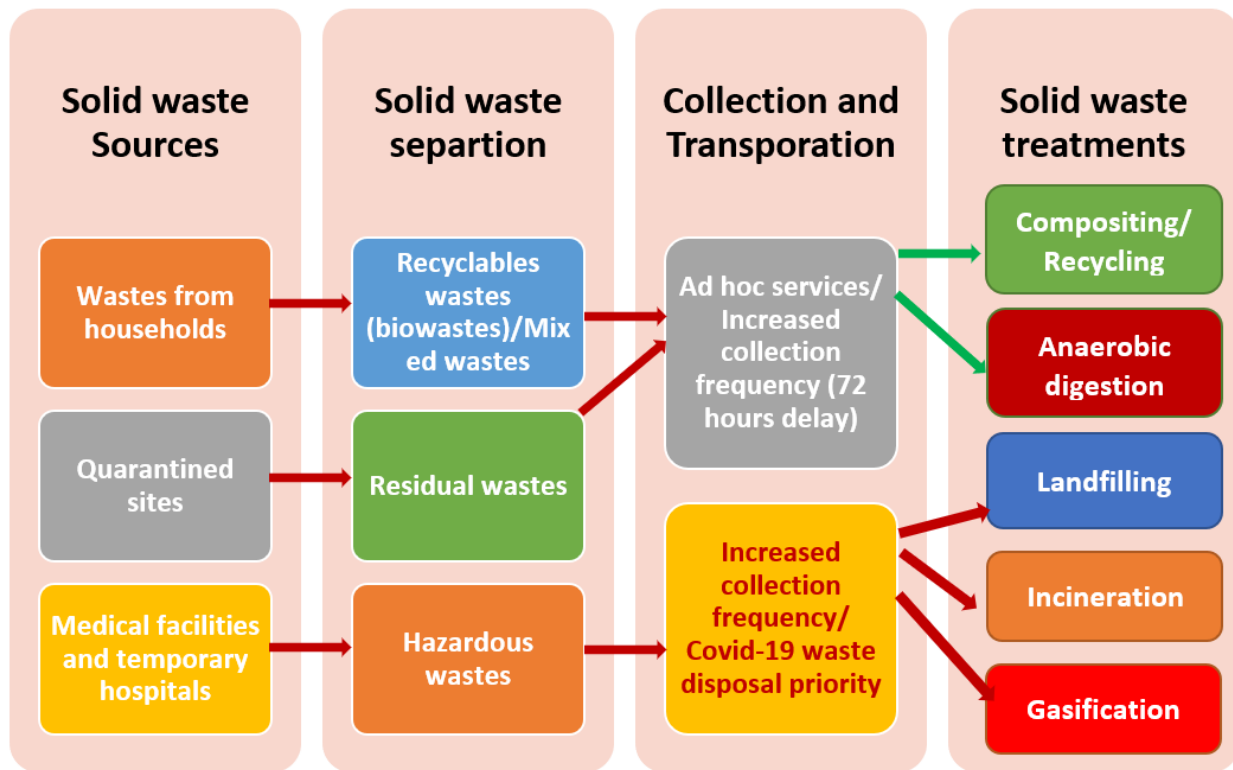 Solid waste
Sources
Wastes from
households
Quarantined
sites
Medical facilities
and temporary
hospitals
Solid waste
separtion
Recyclables
wastes
(biowastes)/Mix
ed wastes
Residual wastes
Hazardous
wastes
Collection and
Transporation
Ad hoc services/
Increased
collection
frequency (72
hours delay)
Increased
collection
frequency/
Covid-19 waste
disposal priority
Solid waste
treatments
Compositing/
Recycling
Anaerobic
digestion
Landfilling
Incineration
Gasification